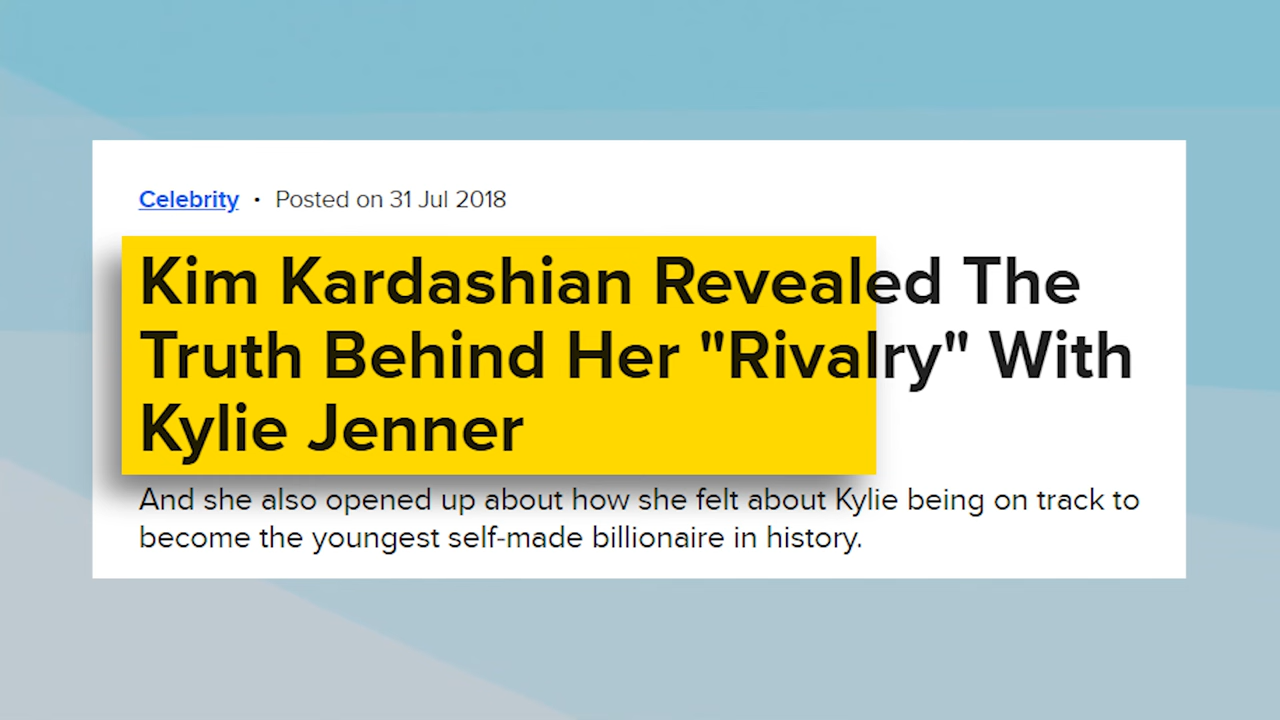 Celebrity • Posted on 31 Jul 2018
Kim Kardashian Revealed The
Truth Behind Her "Rivalry" With
Kylie Jenner
And she also opened up about how she felt about Kylie being on track to
become the youngest self-made billionaire in history.